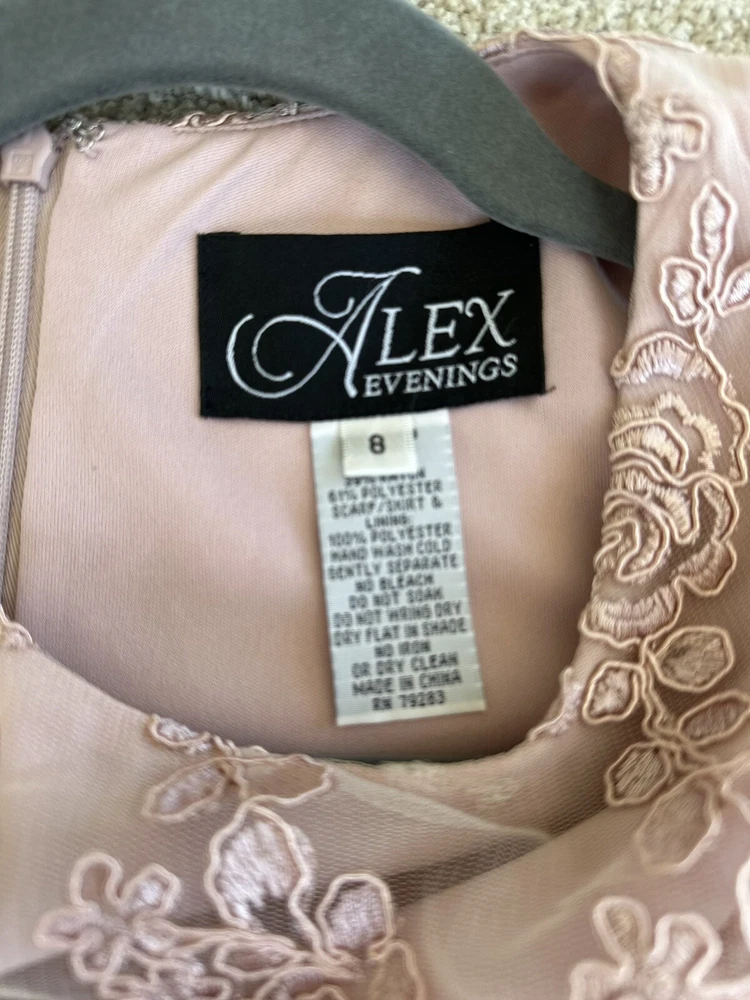 ALEX
EVENINGS
8
61% POLYESTER
SCARF/SHIRT &
LINING:
100% POLYESTER
HAND WASH COLD
GENTLY SEPARATE
NO BLEACH
DO NOT SOAK
DO NOT WRING DRY
DRY FLAT IN SHADE
NO IRON
OR DRY CLEAN
MADE IN CHINA
RN 79283